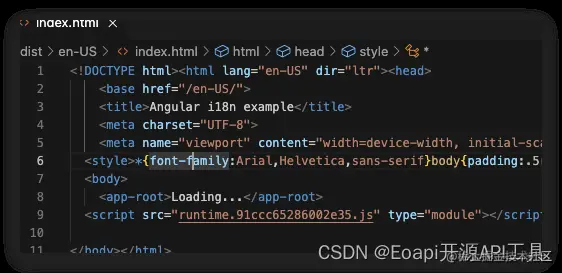 index.html ×
dist > en-US > index.html > html > head > style > *
1 <!DOCTYPE html><html lang="en-US" dir="ltr"><head>
2 <base href="/en-US/">
3 <title>Angular i18n example</title>
4 <meta charset="UTF-8">
5 <meta name="viewport" content="width=device-width, initial-sca
6 <style>*{font-family:Arial,Helvetica,sans-serif}body{padding:.5r
7 <body>
8 <app-root>Loading...</app-root>
9 <script src="runtime.91ccc65286002e35.js" type="module"></script
10
11 </body></html>
CSDN @Eoapi开源API工具